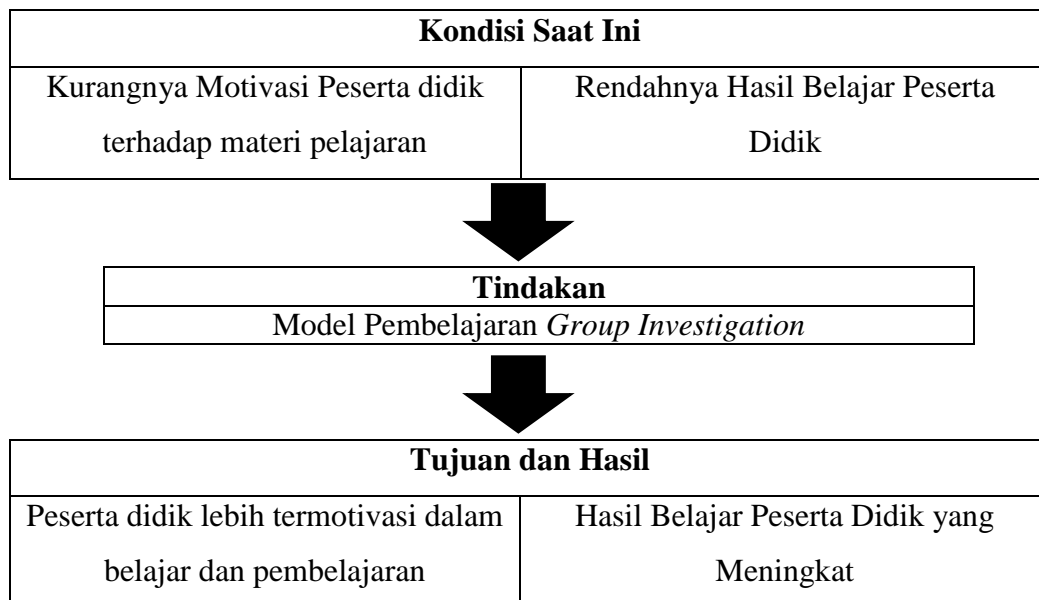 Kondisi Saat Ini
Kurangnya Motivasi Peserta didik
terhadap materi pelajaran
Rendahnya Hasil Belajar Peserta
Didik
Tindakan
Model Pembelajaran Group Investigation
Tujuan dan Hasil
Peserta didik lebih termotivasi dalam
belajar dan pembelajaran
Hasil Belajar Peserta Didik yang
Meningkat